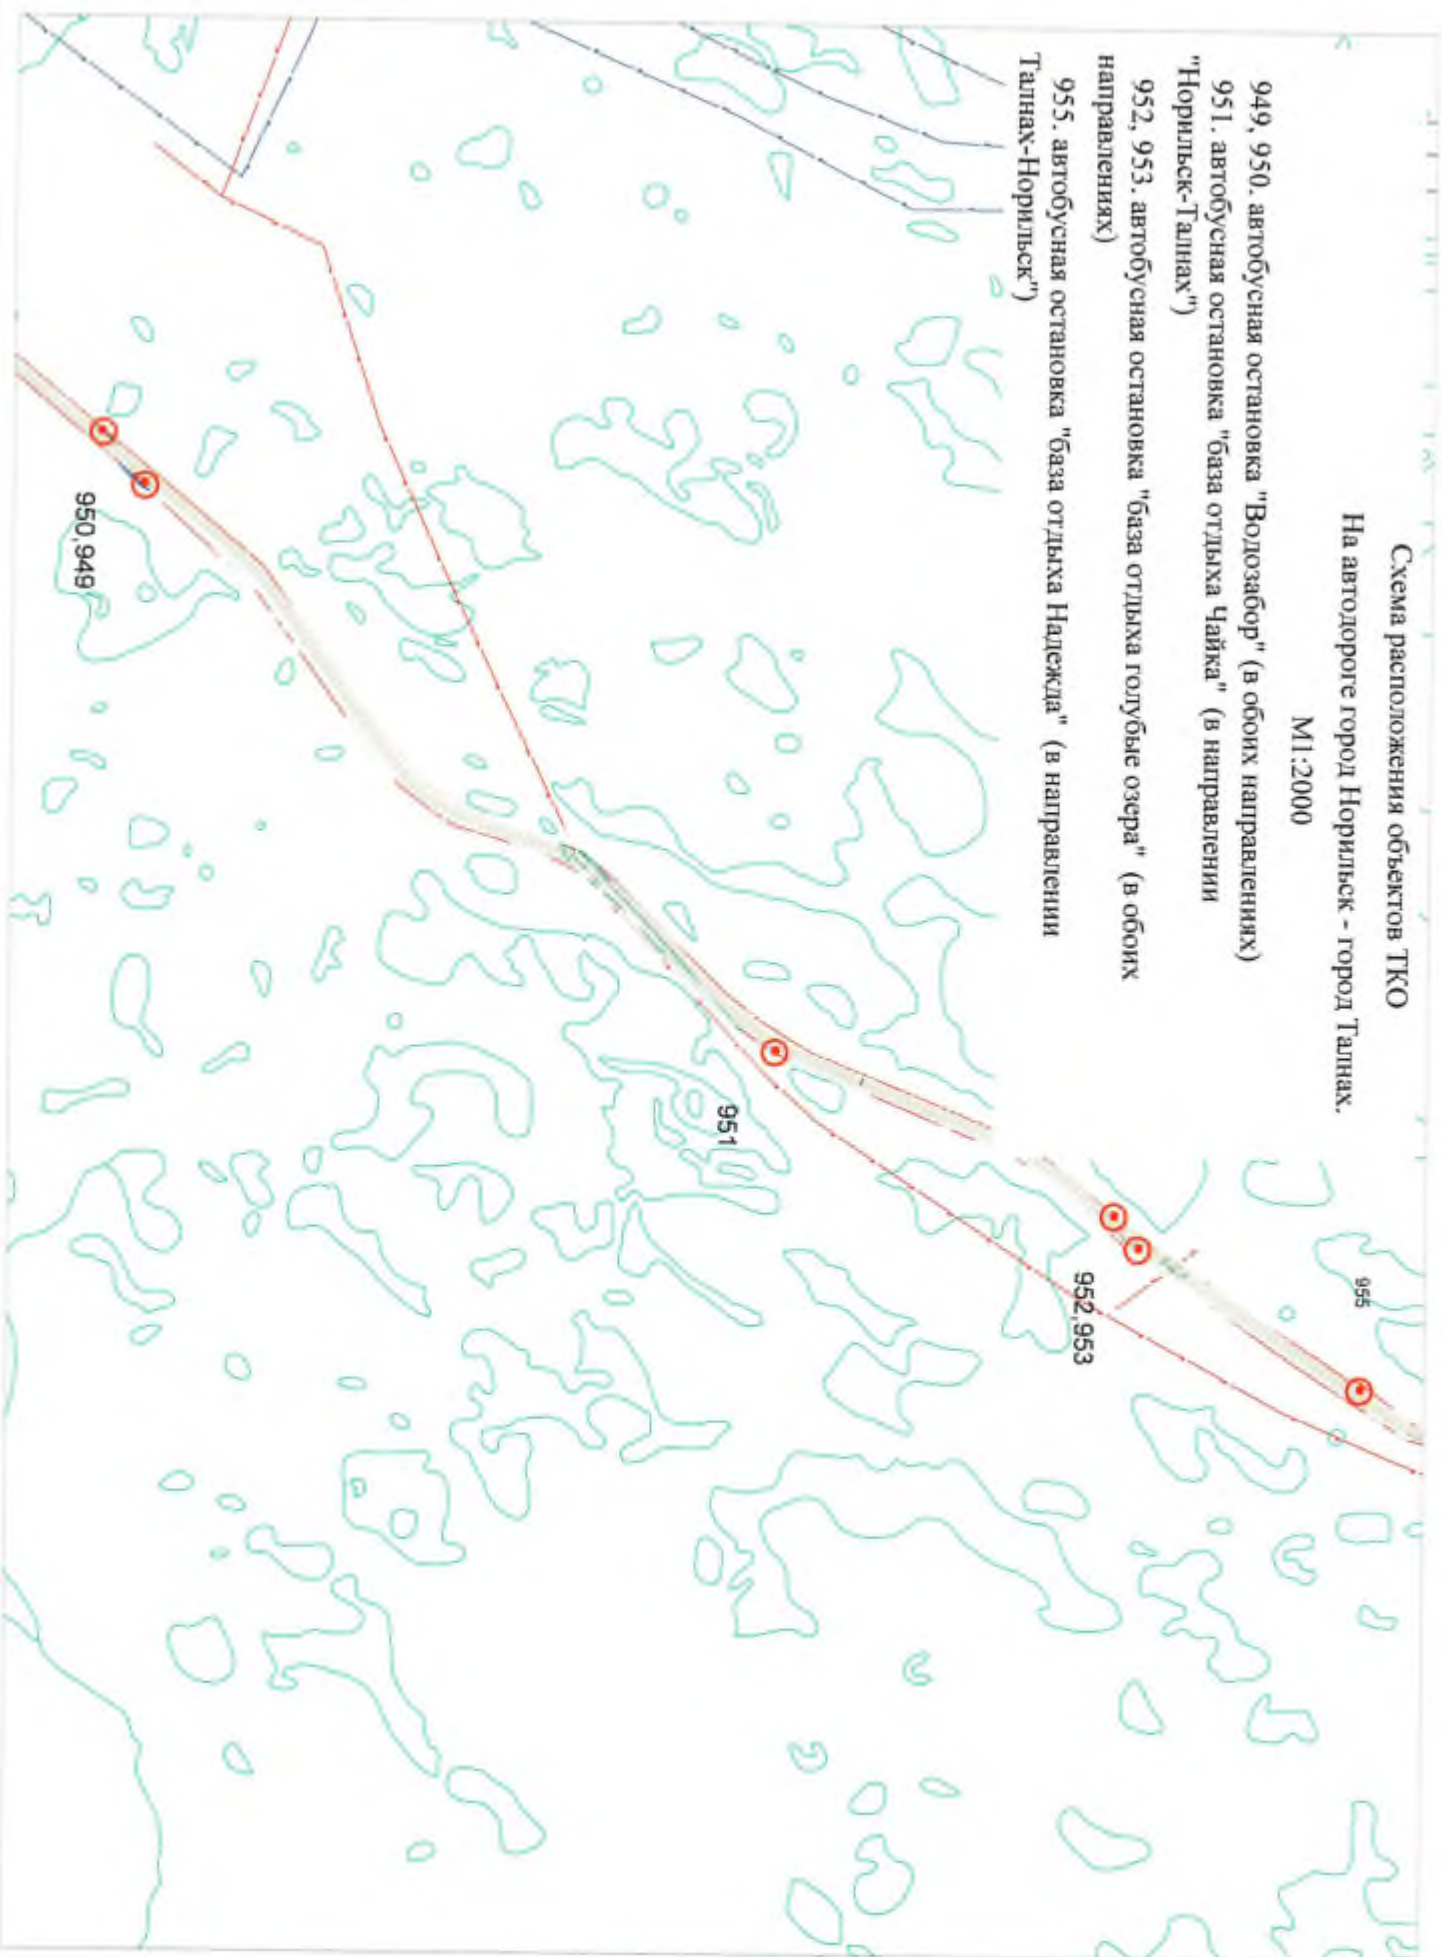 Схема расположения объектов ТКО
На автодороге город Норильск - город Талнах.
М1:2000
949, 950. автобусная остановка "Водозабор" (в обоих направлениях)
951. автобусная остановка "база отдыха Чайка" (в направлении
"Норильск-Талнах")
952, 953. автобусная остановка "база отдыха голубые озера" (в обоих
направлениях)
955. автобусная остановка "база отдыха Надежда" (в направлении
Талнах-Норильск")
955
952,953
951
950,949